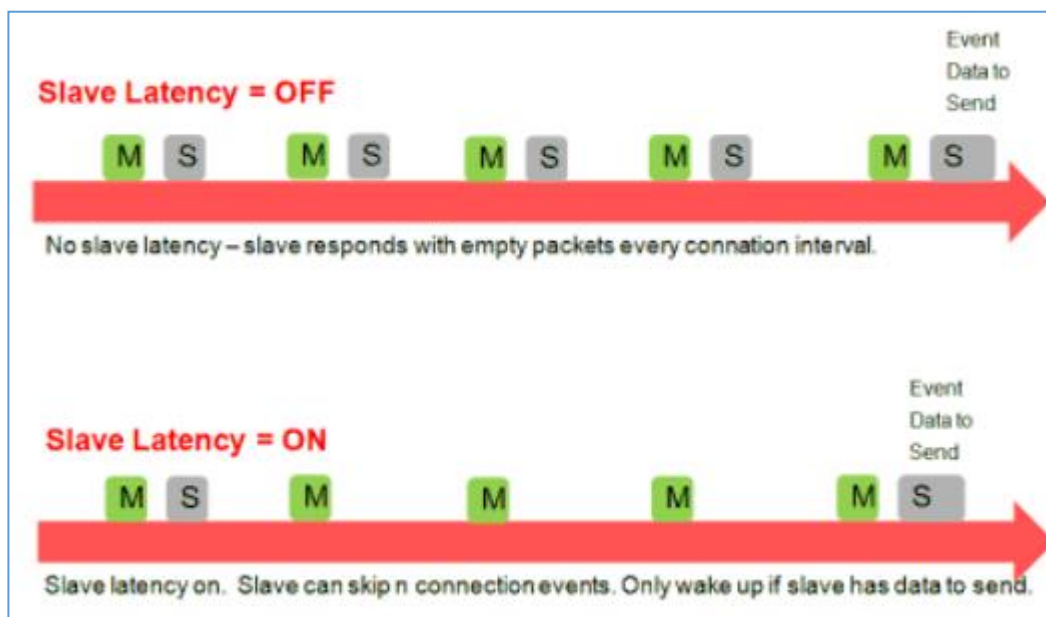 Event
Data to
Send
Slave Latency = OFF
M S M S M S M S M S
No slave latency – slave responds with empty packets every connation interval.
Event
Data to
Send
Slave Latency = ON
M S M M M M S
Slave latency on. Slave can skip n connection events. Only wake up if slave has data to send.